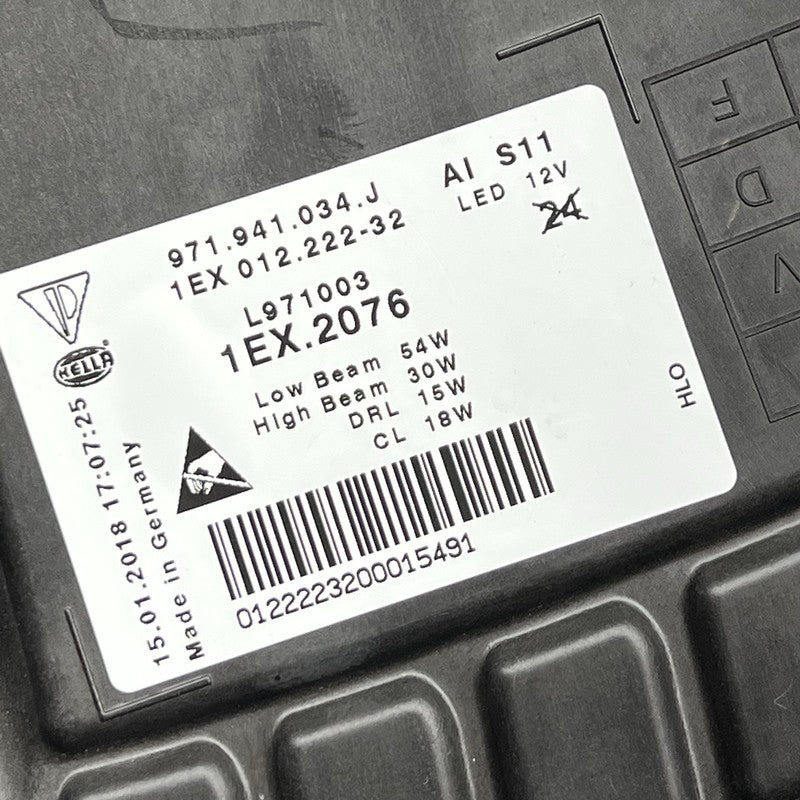 AI S11
971.941.034.J
LED 12V
1EX 012.222-32
24
L971003
1EX.2076
HELLA
Low Beam 54W
High Beam 30W
DRL 15W
CL 18W
HLO
15.01.2018 17:07:25
Made in Germany
0122223200015491
F
D
V